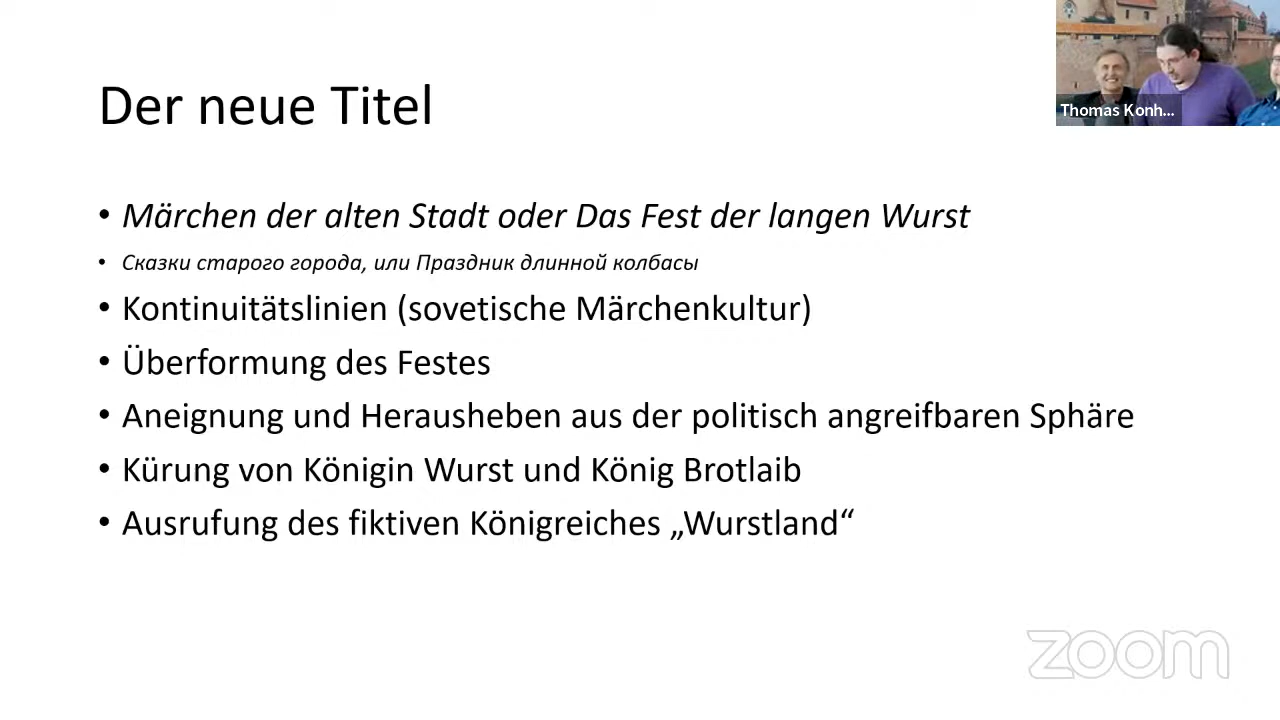 Der neue Titel
Thomas Konh...
• Märchen der alten Stadt oder Das Fest der langen Wurst
• Сказки старого города, или Праздник длинной колбасы
• Kontinuitätslinien (sovetische Märchenkultur)
• Überformung des Festes
• Aneignung und Herausheben aus der politisch angreifbaren Sphäre
• Kürung von Königin Wurst und König Brotlaib
• Ausrufung des fiktiven Königreiches „Wurstland“
zoom